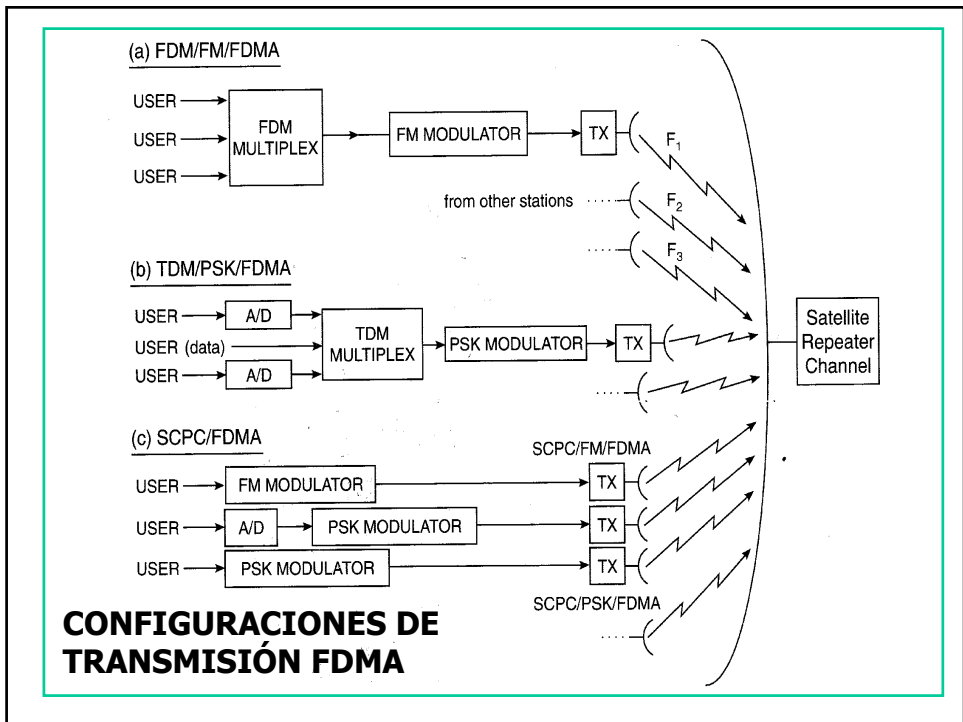 (a) FDM/FM/FDMA
USER
USER
USER
FDM
MULTIPLEX
FM MODULATOR
TX
F₁
from other stations
F₂
F₃
(b) TDM/PSK/FDMA
USER
A/D
USER (data)
USER
A/D
TDM
MULTIPLEX
PSK MODULATOR
TX
Satellite
Repeater
Channel
(c) SCPC/FDMA
SCPC/FM/FDMA
USER
FM MODULATOR
TX
USER
A/D
PSK MODULATOR
TX
USER
PSK MODULATOR
TX
SCPC/PSK/FDMA
CONFIGURACIONES DE
TRANSMISIÓN FDMA